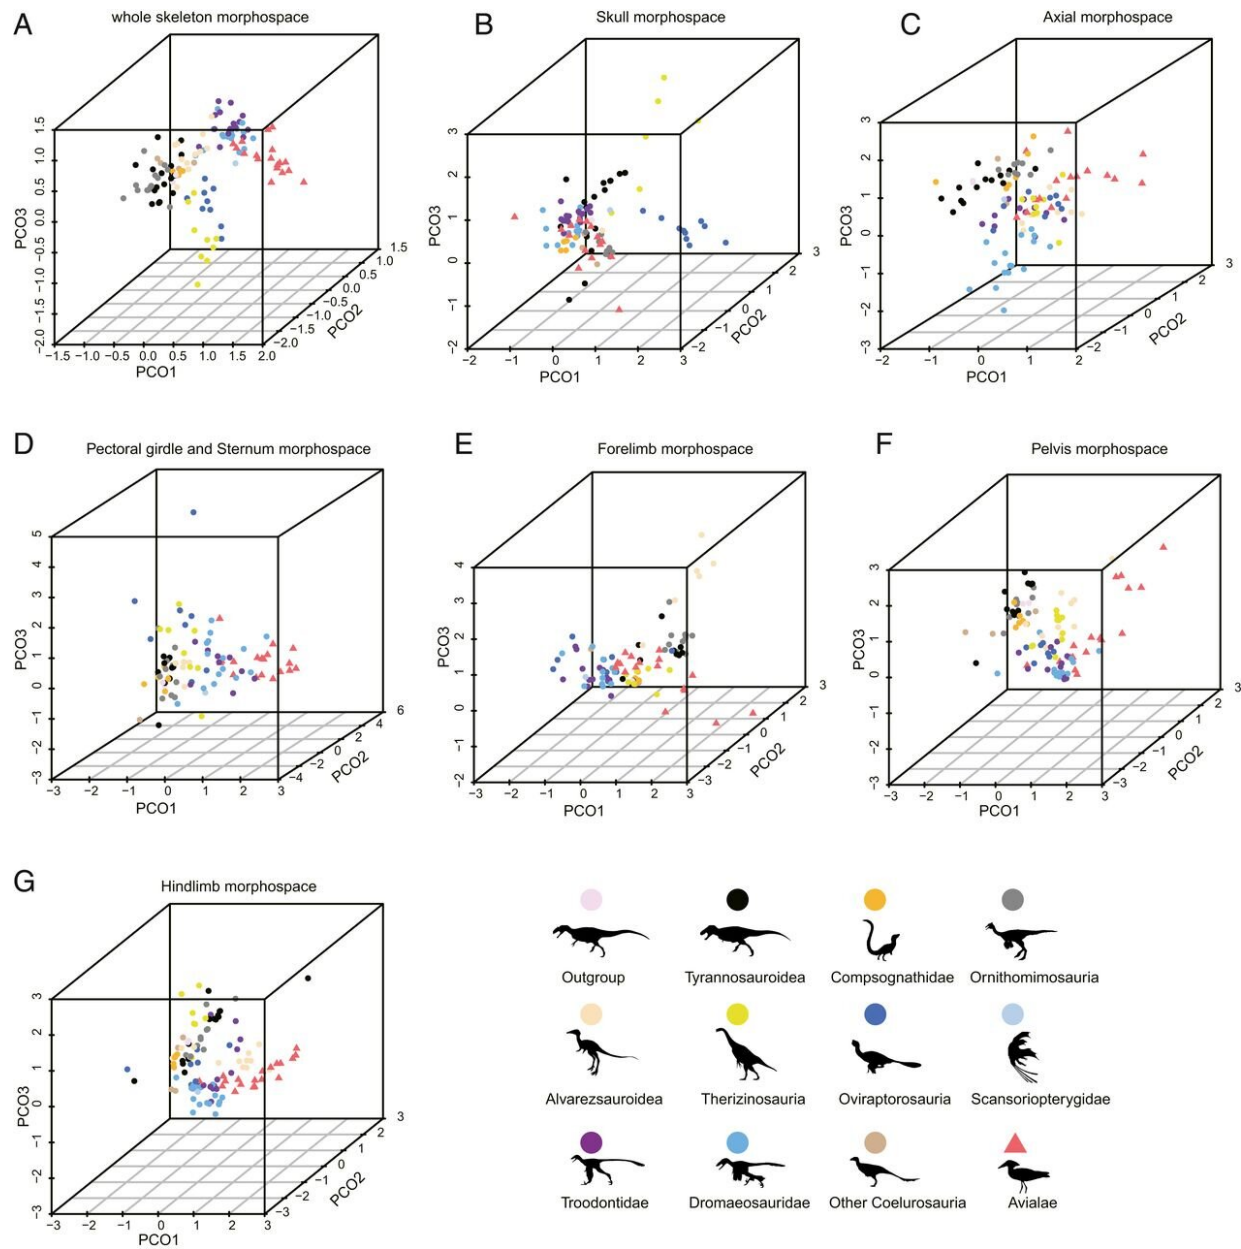 A
whole skeleton morphospace
PCO3
1.5
1.0
0.5
0.0
−0.5
−1.0
−1.5
−2.0
−1.5 −1.0 0.0 0.5 1.0 1.5 2.0
PCO1
−2.0
−1.5
−1.0
−0.5
0.0
0.5
1.0
1.5
PCO2
B
Skull morphospace
PCO3
3
2
1
0
−1
−2
−2 −1 0 1 2 3
PCO1
−2
−1
0
1
2
3
PCO2
C
Axial morphospace
PCO3
3
2
1
0
−1
−2
−3
−2 −1 0 1 2
PCO1
−2
−1
0
1
2
3
PCO2
D
Pectoral girdle and Sternum morphospace
PCO3
5
4
3
2
1
0
−1
−2
−3
−3 −2 −1 0 1 2 3
PCO1
−4
−2
0
2
4
6
PCO2
E
Forelimb morphospace
PCO3
4
3
2
1
0
−1
−2
−3 −2 −1 0 1 2 3
PCO1
−3
−2
−1
0
1
2
3
PCO2
F
Pelvis morphospace
PCO3
3
2
1
0
−1
−2
−3
−3 −2 −1 0 1 2 3
PCO1
−3
−2
−1
0
1
2
3
PCO2
G
Hindlimb morphospace
PCO3
3
2
1
0
−1
−2
−3
−3 −2 −1 0 1 2 3
PCO1
−3
−2
−1
0
1
2
3
PCO2
Outgroup Tyrannosauroidea Compsognathidae Ornithomimosauria
Alvarezsauroidea Therizinosauria Oviraptorosauria Scansoriopterygidae
Troodontidae Dromaeosauridae Other Coelurosauria Avialae